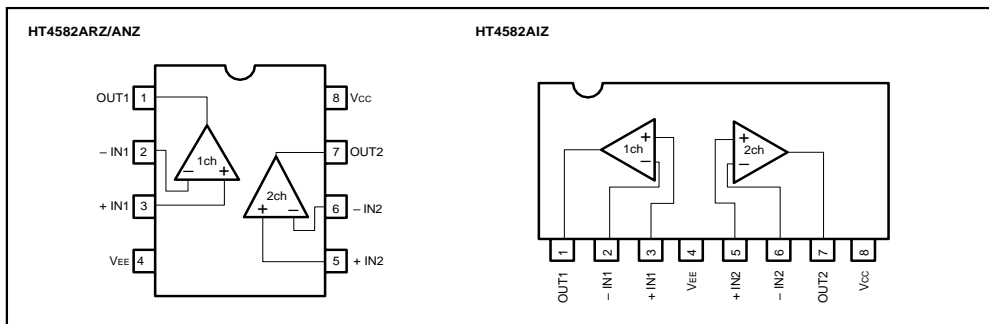 HT4582ARZ/ANZ
OUT1 1
8 VCC
– IN1 2
1ch
– +
7 OUT2
+ IN1 3
2ch
+ –
6 – IN2
VEE 4
5 + IN2
HT4582AIZ
+
1ch
–
+
2ch
–
1 2 3 4 5 6 7 8
OUT1 – IN1 + IN1 VEE + IN2 – IN2 OUT2 VCC